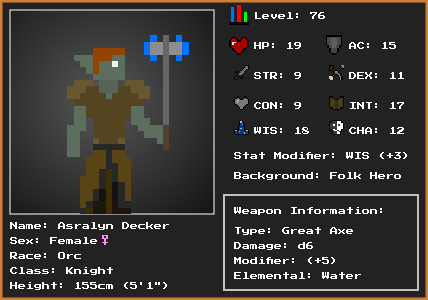 Level: 76
HP: 19 AC: 15
STR: 9 DEX: 11
CON: 9 INT: 17
WIS: 18 CHA: 12
Stat Modifier: WIS (+3)
Background: Folk Hero
Weapon Information:
Type: Great Axe
Damage: d6
Modifier: (+5)
Elemental: Water
Name: Asralyn Decker
Sex: Female♀
Race: Orc
Class: Knight
Height: 155cm (5'1")